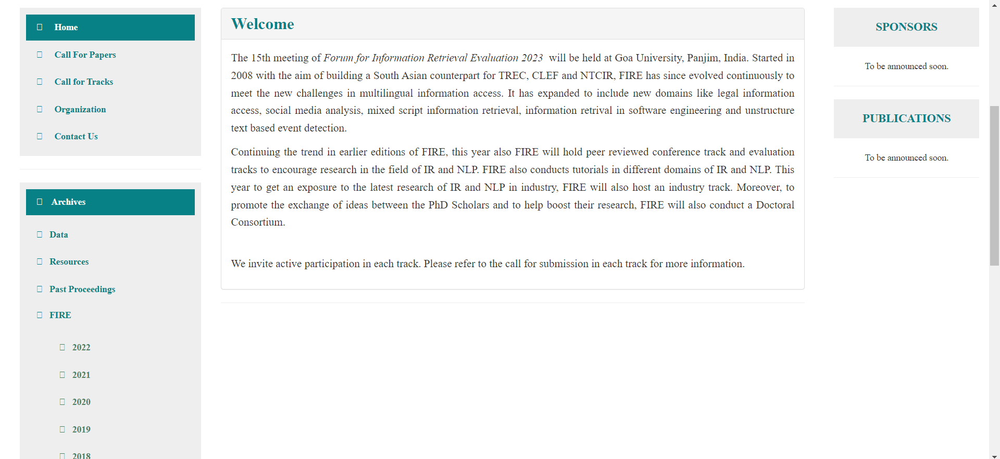 Home
Call For Papers
Call for Tracks
Organization
Contact Us
Archives
Data
Resources
Past Proceedings
FIRE
2022
2021
2020
2019
2018
Welcome
The 15th meeting of Forum for Information Retrieval Evaluation 2023 will be held at Goa University, Panjim, India. Started in
2008 with the aim of building a South Asian counterpart for TREC, CLEF and NTCIR, FIRE has since evolved continuously to
meet the new challenges in multilingual information access. It has expanded to include new domains like legal information
access, social media analysis, mixed script information retrieval, information retrival in software engineering and unstructure
text based event detection.
Continuing the trend in earlier editions of FIRE, this year also FIRE will hold peer reviewed conference track and evaluation
tracks to encourage research in the field of IR and NLP. FIRE also conducts tutorials in different domains of IR and NLP. This
year to get an exposure to the latest research of IR and NLP in industry, FIRE will also host an industry track. Moreover, to
promote the exchange of ideas between the PhD Scholars and to help boost their research, FIRE will also conduct a Doctoral
Consortium.
We invite active participation in each track. Please refer to the call for submission in each track for more information.
SPONSORS
To be announced soon.
PUBLICATIONS
To be announced soon.